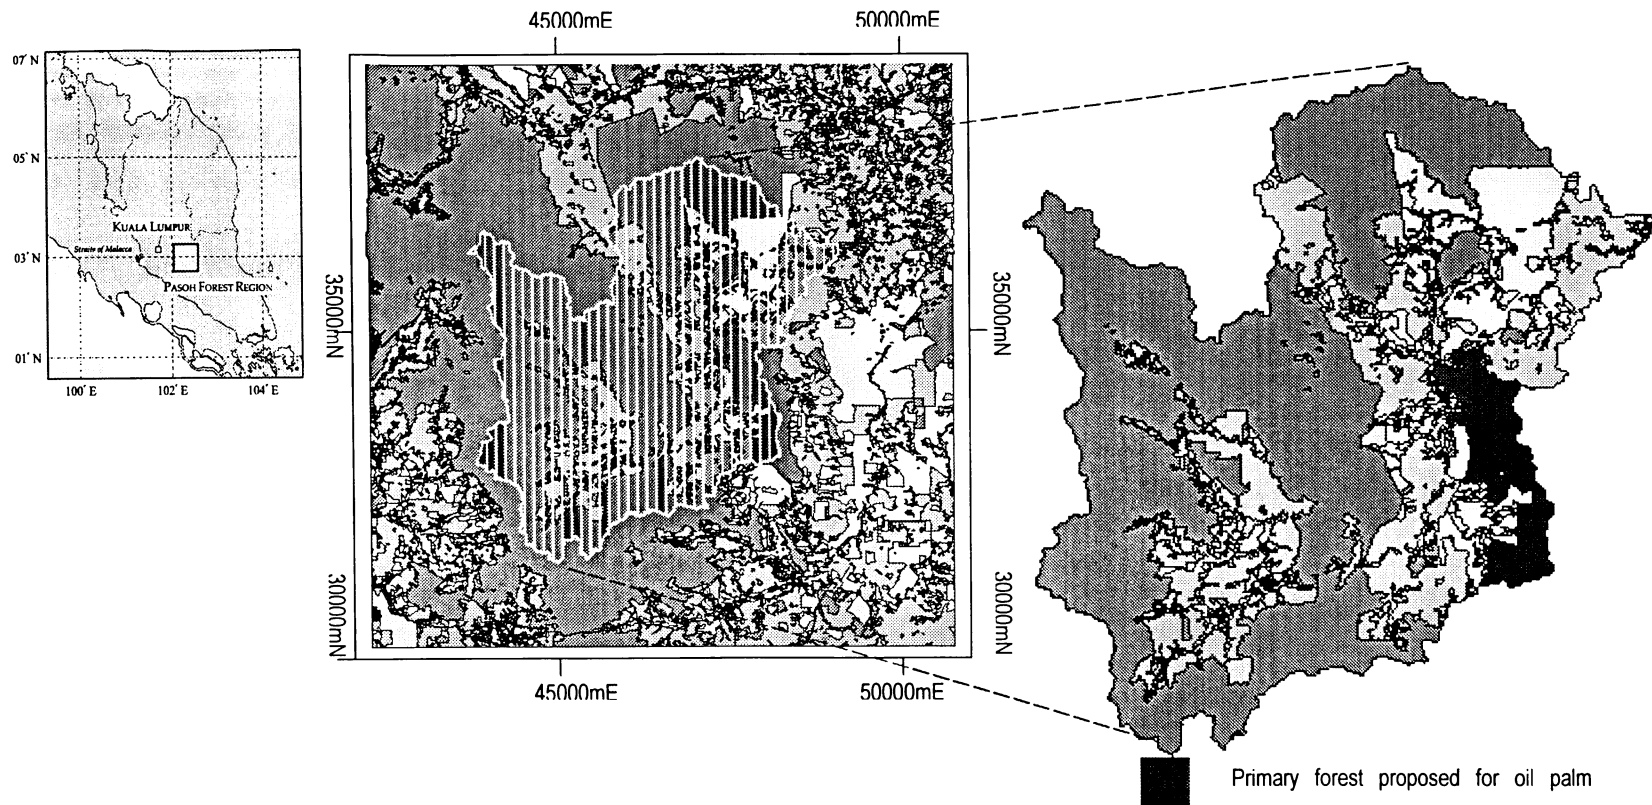 45000mE 50000mE
07° N
05° N
KUALA LUMPUR
Straits of Malacca
03° N
PASOH FOREST REGION
01° N
100° E 102° E 104° E
35000mN
35000mN
30000mN
30000mN
45000mE 50000mE
Primary forest proposed for oil palm